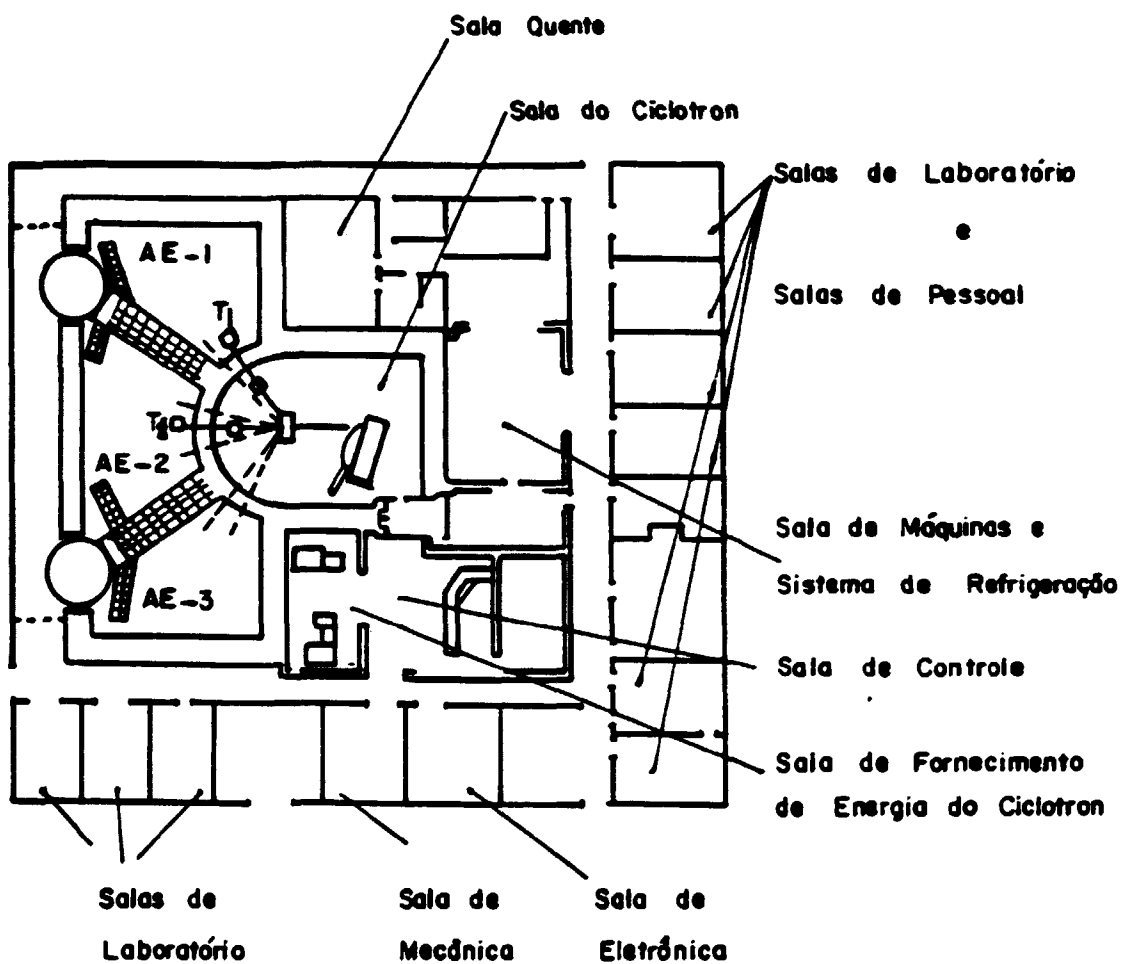 Sala Quente
Sala do Ciclotron
Salas de Laboratório
e
Salas de Pessoal
AE-1
T1
AE-2
AE-3
Sala de Máquinas e
Sistema de Refrigeração
Sala de Controle
Sala de Fornecimento
de Energia do Ciclotron
Salas de
Laboratório
Sala de
Mecânica
Sala de
Eletrônica